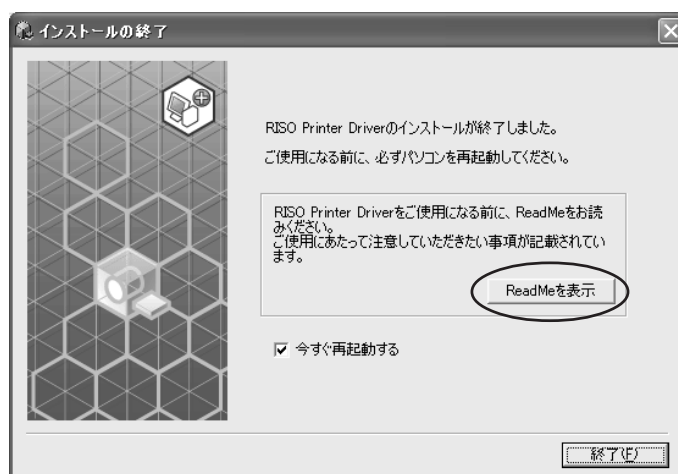 インストールの終了
RISO Printer Driverのインストールが終了しました。
ご使用になる前に、必ずパソコンを再起動してください。
RISO Printer Driverをご使用になる前に、ReadMeをお読
みください。
ご使用にあたって注意していただきたい事項が記載されてい
ます。
ReadMeを表示
今すぐ再起動する
終了(F)